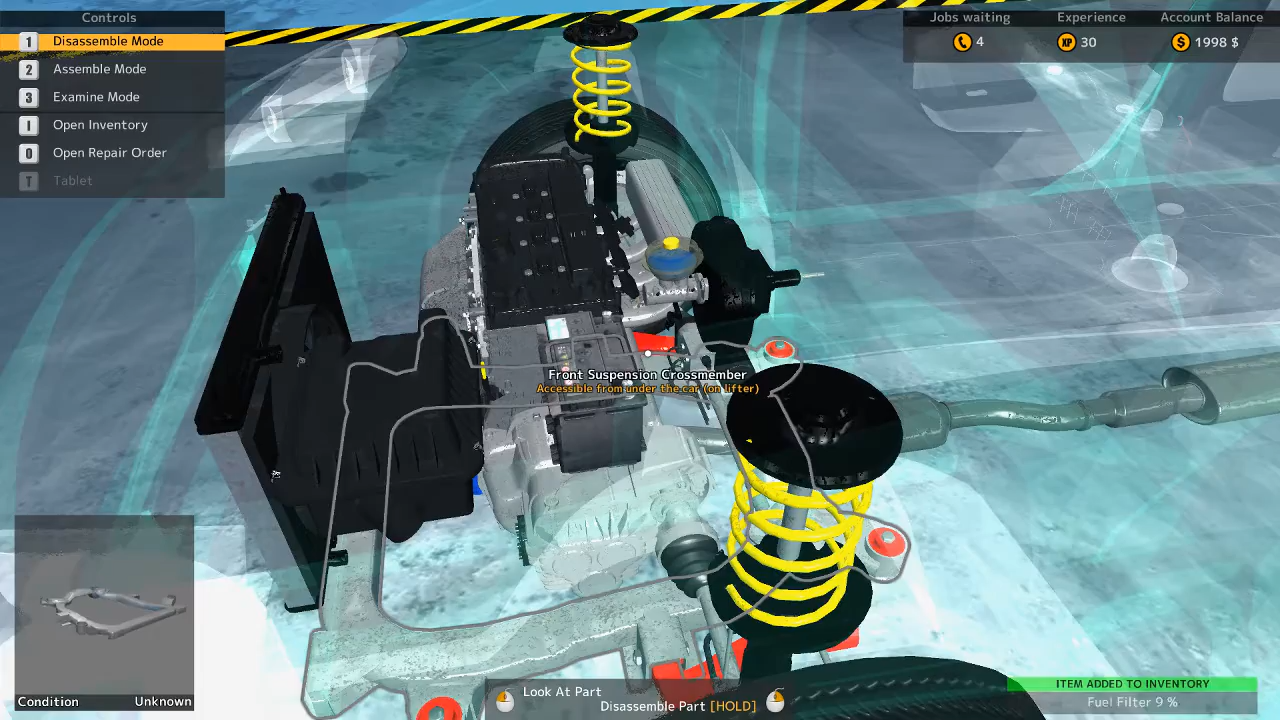 Controls
1 Disassemble Mode
2 Assemble Mode
3 Examine Mode
I Open Inventory
O Open Repair Order
T Tablet
Jobs waiting Experience Account Balance
4 XP 30 $ 1998 $
Front Suspension Crossmember
Accessible from under the car (on lifter)
Condition Unknown
Look At Part
Disassemble Part [HOLD]
ITEM ADDED TO INVENTORY
Fuel Filter 9 %